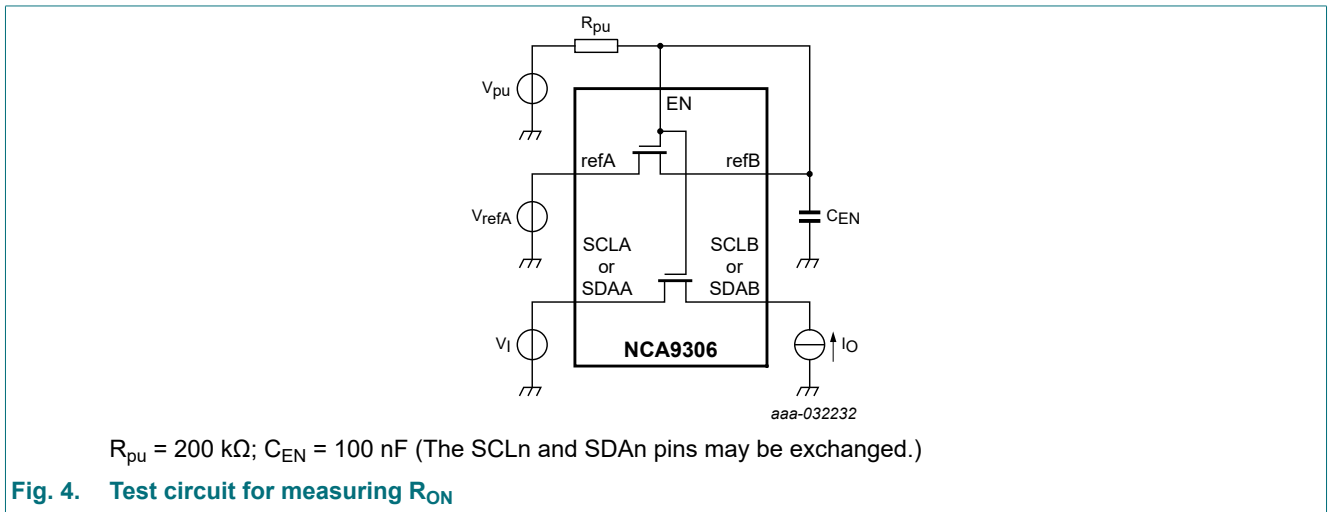 Rpu
Vpu
EN
refA
refB
VrefA
CEN
SCLA
or
SDAA
SCLB
or
SDAB
VI
NCA9306
IO
aaa-032232
Rpu = 200 kΩ; CEN = 100 nF (The SCLn and SDAn pins may be exchanged.)
Fig. 4. Test circuit for measuring RON